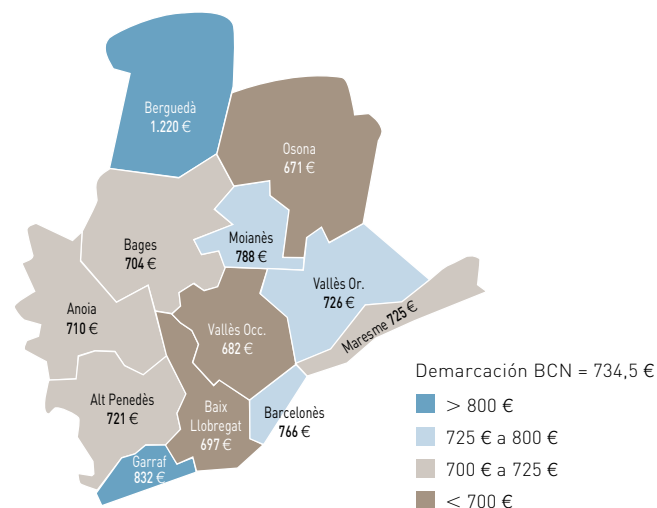 Berguedà
1.220 €
Osona
671 €
Moianès
788 €
Bages
704 €
Vallès Or.
726 €
Anoia
710 €
Maresme 725 €
Vallès Occ.
682 €
Alt Penedès
721 €
Baix
Llobregat
697 €
Barcelonès
766 €
Garraf
832 €
Demarcación BCN = 734,5 €
> 800 €
725 € a 800 €
700 € a 725 €
< 700 €